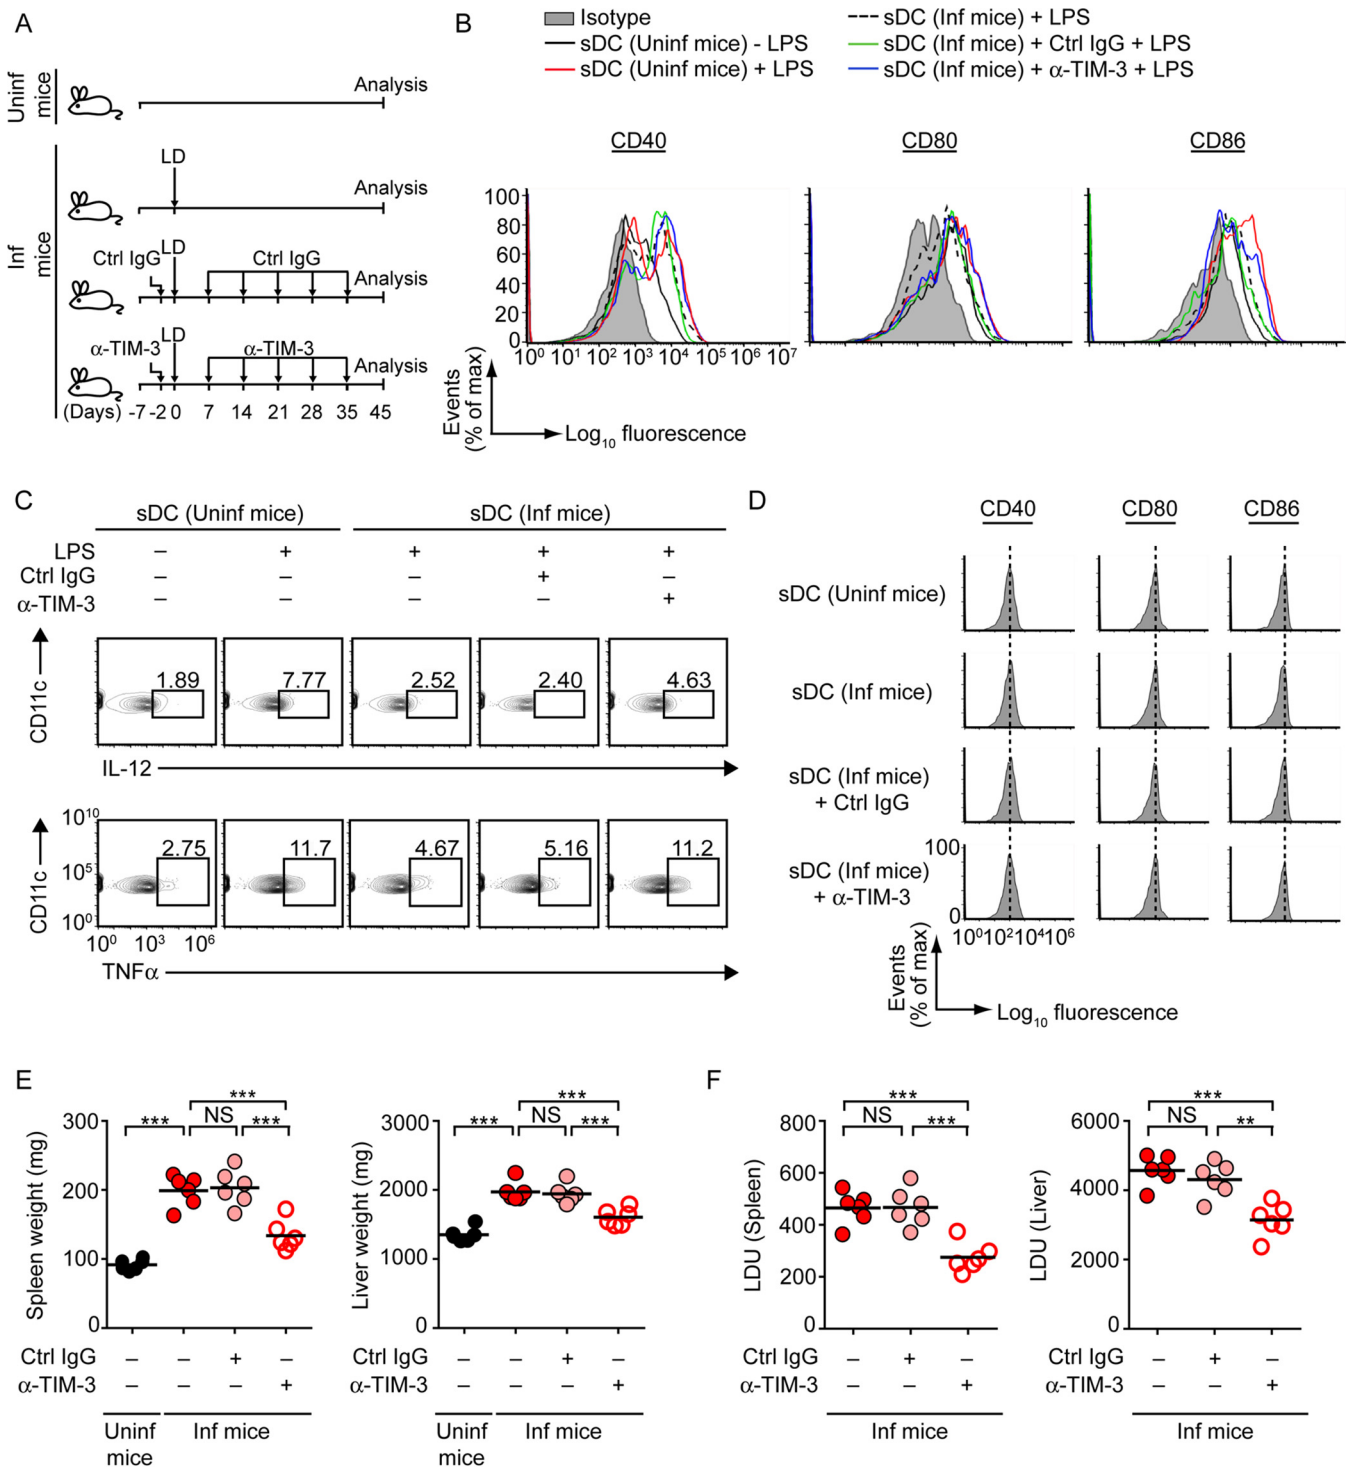 A
Uninf mice
Analysis
Inf mice
LD
Analysis
Ctrl IgG LD Ctrl IgG
Analysis
α-TIM-3 LD α-TIM-3
Analysis
(Days) -7 -2 0 7 14 21 28 35 45
B
Isotype
sDC (Uninf mice) - LPS
sDC (Uninf mice) + LPS
sDC (Inf mice) + LPS
sDC (Inf mice) + Ctrl IgG + LPS
sDC (Inf mice) + α-TIM-3 + LPS
CD40 CD80 CD86
100
80
60
40
20
0
10⁰ 10¹ 10² 10³ 10⁴ 10⁵ 10⁶ 10⁷
Events (% of max)
Log₁₀ fluorescence
C
sDC (Uninf mice) sDC (Inf mice)
LPS – + + + +
Ctrl IgG – – – + –
α-TIM-3 – – – – +
CD11c
1.89 7.77 2.52 2.40 4.63
IL-12
CD11c
10¹⁰
10⁵
10⁰
2.75 11.7 4.67 5.16 11.2
10⁰ 10³ 10⁶
TNFα
D
CD40 CD80 CD86
sDC (Uninf mice)
sDC (Inf mice)
sDC (Inf mice)
+ Ctrl IgG
sDC (Inf mice)
+ α-TIM-3
100
0
10⁰ 10² 10⁴ 10⁶
Events (% of max)
Log₁₀ fluorescence
E
Spleen weight (mg)
300
200
100
0
***
*** NS ***
Ctrl IgG – – + –
α-TIM-3 – – – +
Uninf mice
Inf mice
Liver weight (mg)
3000
2000
1000
0
***
*** NS ***
Ctrl IgG – – + –
α-TIM-3 – – – +
Uninf mice
Inf mice
F
LDU (Spleen)
800
600
400
200
0
***
NS ***
Ctrl IgG – + –
α-TIM-3 – – +
Inf mice
LDU (Liver)
6000
4000
2000
0
***
NS **
Ctrl IgG – + –
α-TIM-3 – – +
Inf mice